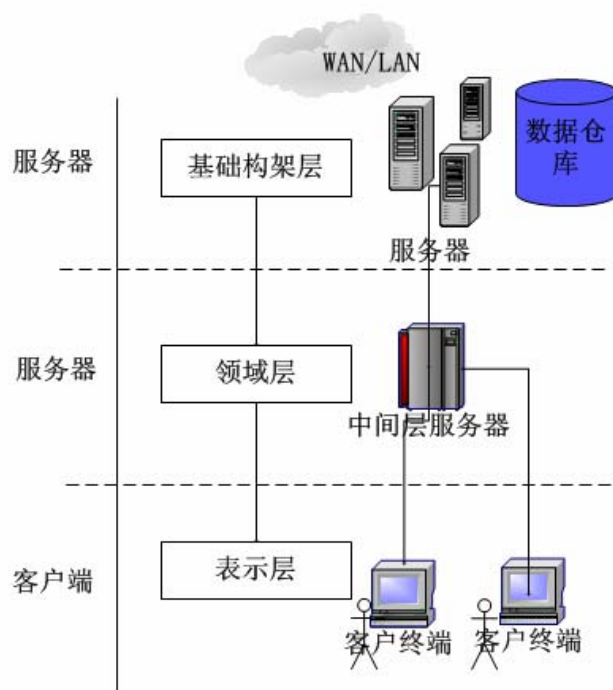 WAN/LAN
服务器
基础构架层
数据仓
库
服务器
服务器
领域层
中间层服务器
客户端
表示层
客户终端
客户终端